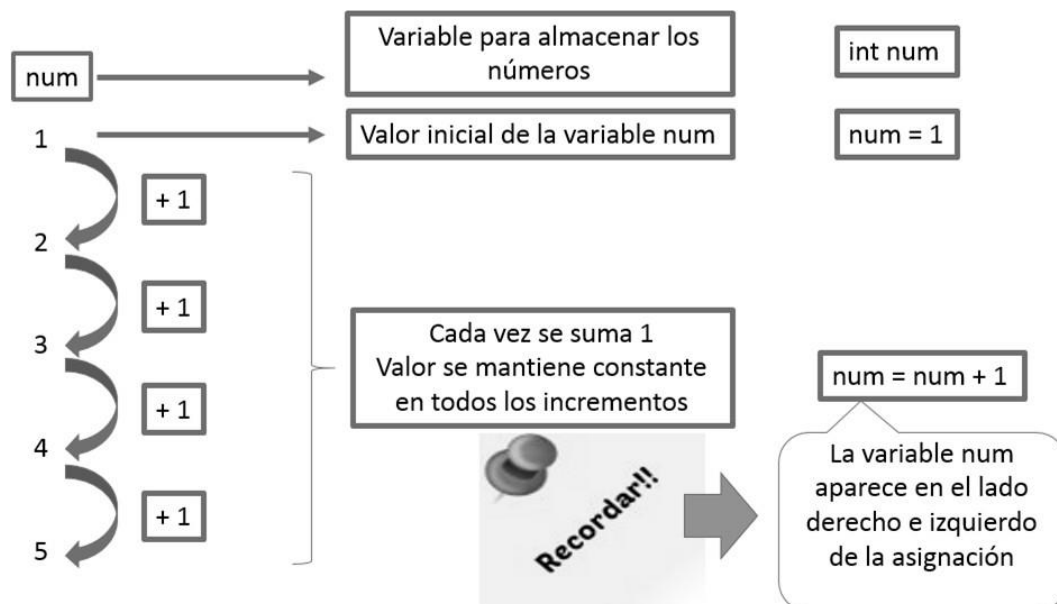 num
Variable para almacenar los
números
int num
1
Valor inicial de la variable num
num = 1
+ 1
2
+ 1
3
+ 1
4
+ 1
5
Cada vez se suma 1
Valor se mantiene constante
en todos los incrementos
num = num + 1
Recordar!!
La variable num
aparece en el lado
derecho e izquierdo
de la asignación